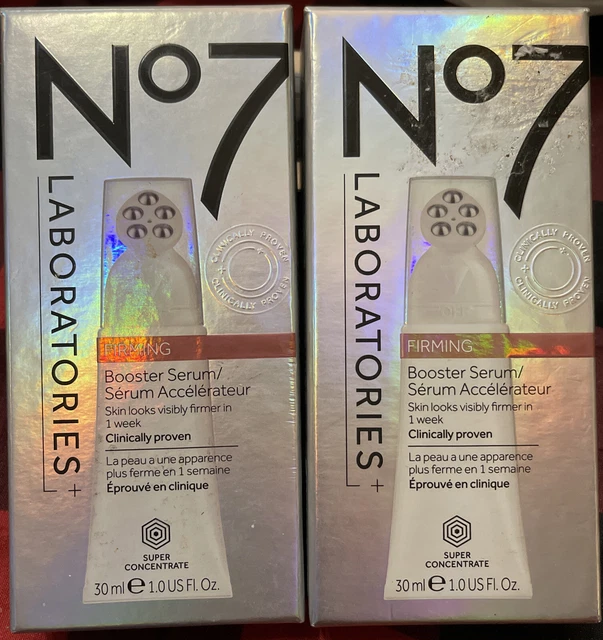 No7
LABORATORIES+
CLINICALLY PROVEN + CLINICALLY PROVEN +
FIRMING
Booster Serum/
Sérum Accélérateur
Skin looks visibly firmer in
1 week
Clinically proven
La peau a une apparence
plus ferme en 1 semaine
Éprouvé en clinique
SUPER
CONCENTRATE
30 ml e 1.0 US Fl. Oz.
No7
LABORATORIES+
CLINICALLY PROVEN + CLINICALLY PROVEN +
FIRMING
Booster Serum/
Sérum Accélérateur
Skin looks visibly firmer in
1 week
Clinically proven
La peau a une apparence
plus ferme en 1 semaine
Éprouvé en clinique
SUPER
CONCENTRATE
30 ml e 1.0 US Fl. Oz.